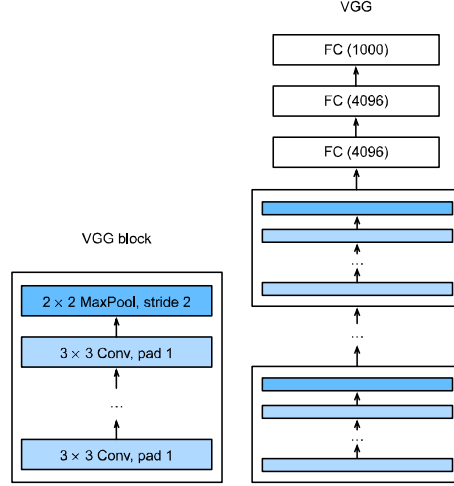 VGG
FC (1000)
FC (4096)
FC (4096)
...
...
...
VGG block
2 × 2 MaxPool, stride 2
3 × 3 Conv, pad 1
...
3 × 3 Conv, pad 1